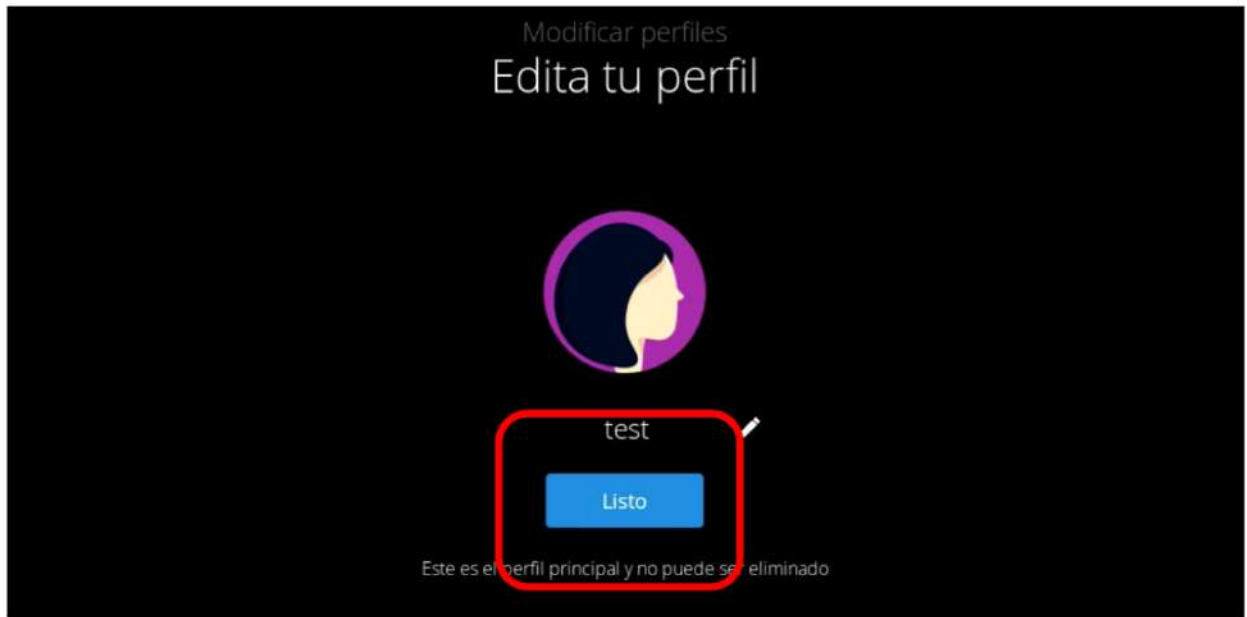 Modificar perfiles
Edita tu perfil
test
Listo
Este es el perfil principal y no puede ser eliminado